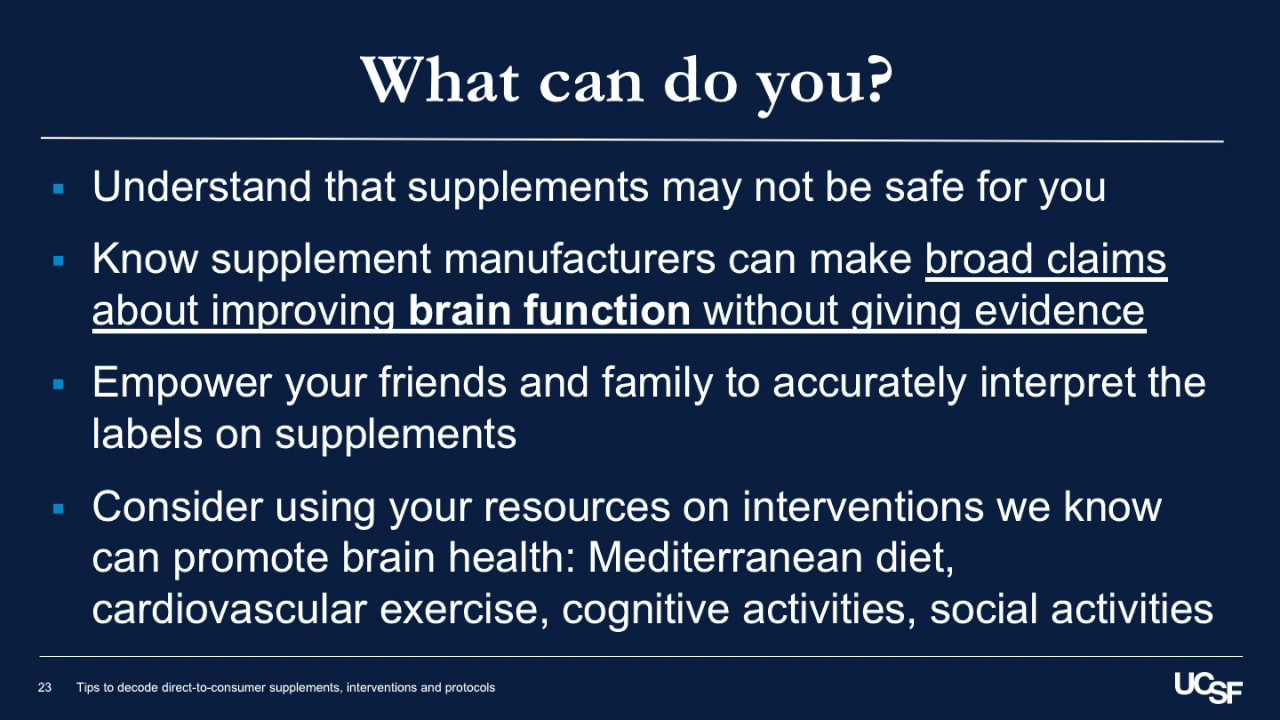 What can do you?
Understand that supplements may not be safe for you
Know supplement manufacturers can make broad claims
about improving brain function without giving evidence
Empower your friends and family to accurately interpret the
labels on supplements
Consider using your resources on interventions we know
can promote brain health: Mediterranean diet,
cardiovascular exercise, cognitive activities, social activities
23 Tips to decode direct-to-consumer supplements, interventions and protocols
UCSF